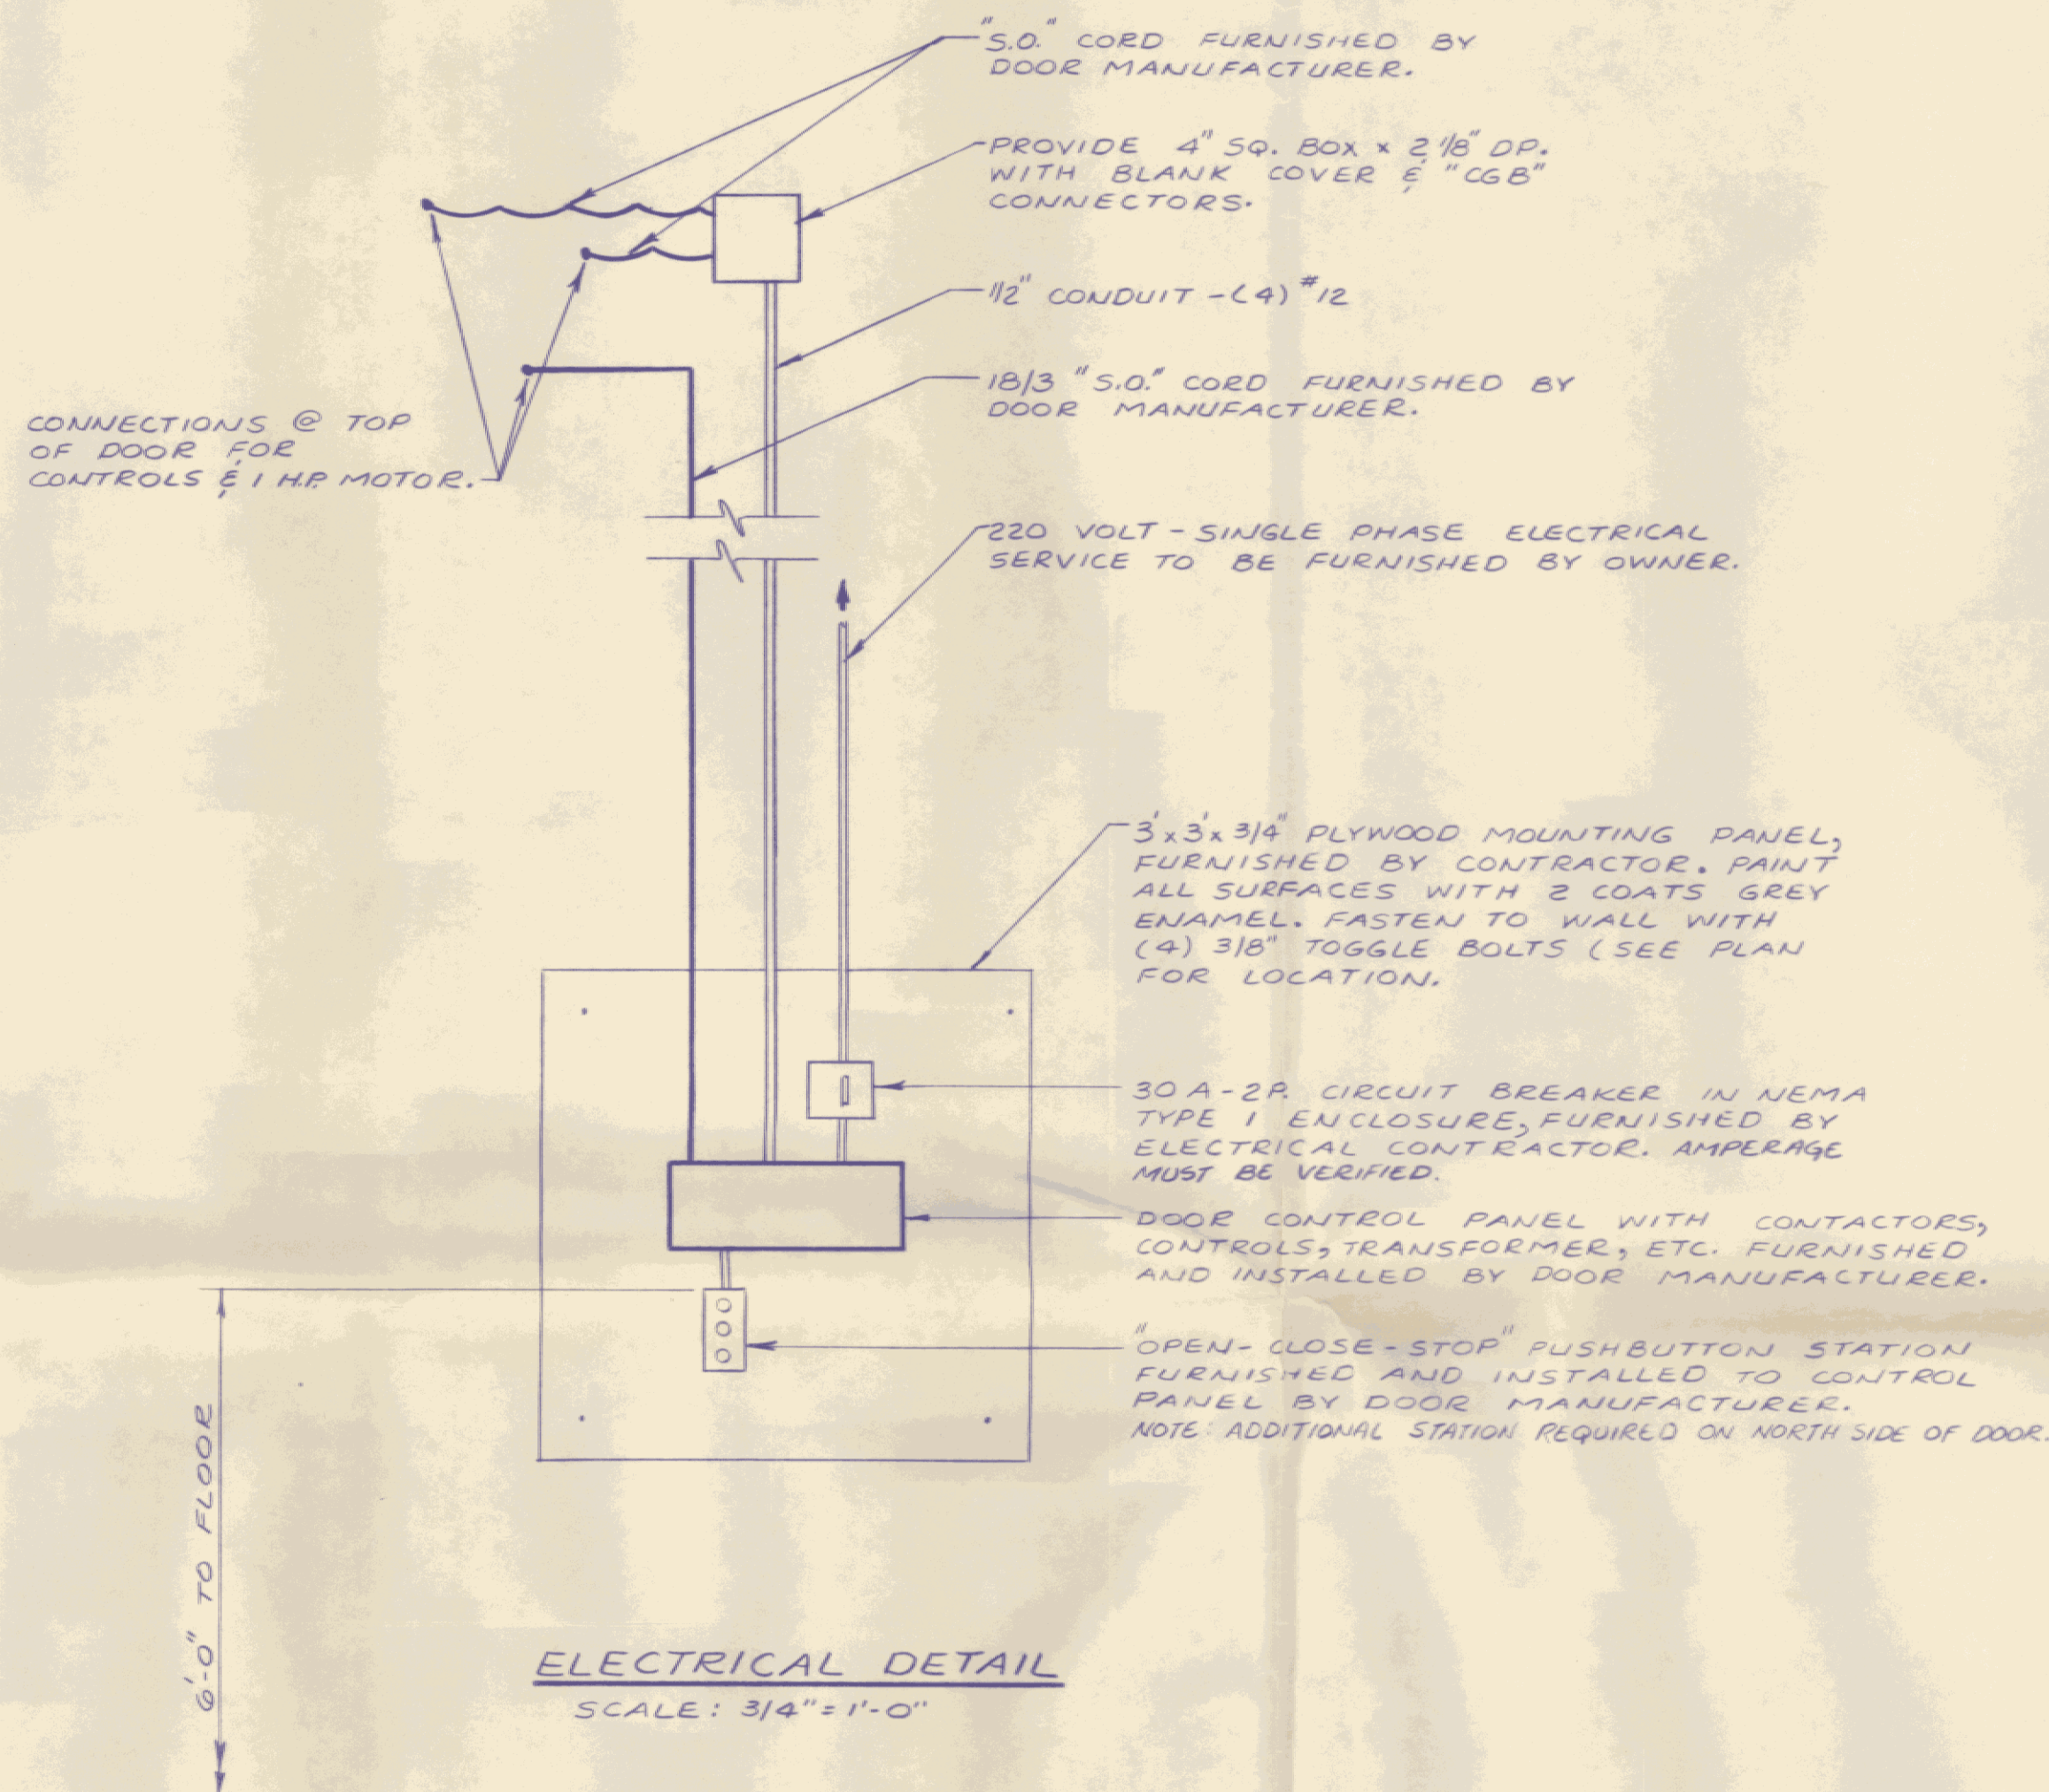 "S.O." CORD FURNISHED BY
DOOR MANUFACTURER.
PROVIDE 4" SQ. BOX x 2 1/8" DP.
WITH BLANK COVER & "CGB"
CONNECTORS.
1/2" CONDUIT - (4) #12
18/3 "S.O." CORD FURNISHED BY
DOOR MANUFACTURER.
CONNECTIONS @ TOP
OF DOOR FOR
CONTROLS & 1 H.P. MOTOR.
220 VOLT - SINGLE PHASE ELECTRICAL
SERVICE TO BE FURNISHED BY OWNER.
3' x 3' x 3/4" PLYWOOD MOUNTING PANEL,
FURNISHED BY CONTRACTOR. PAINT
ALL SURFACES WITH 2 COATS GREY
ENAMEL. FASTEN TO WALL WITH
(4) 3/8" TOGGLE BOLTS (SEE PLAN
FOR LOCATION.
30 A - 2P. CIRCUIT BREAKER IN NEMA
TYPE 1 ENCLOSURE, FURNISHED BY
ELECTRICAL CONTRACTOR. AMPERAGE
MUST BE VERIFIED.
DOOR CONTROL PANEL WITH CONTACTORS,
CONTROLS, TRANSFORMER, ETC. FURNISHED
AND INSTALLED BY DOOR MANUFACTURER.
"OPEN - CLOSE - STOP" PUSHBUTTON STATION
FURNISHED AND INSTALLED TO CONTROL
PANEL BY DOOR MANUFACTURER.
NOTE: ADDITIONAL STATION REQUIRED ON NORTH SIDE OF DOOR.
6'-0" TO FLOOR
ELECTRICAL DETAIL
SCALE: 3/4" = 1'-0"